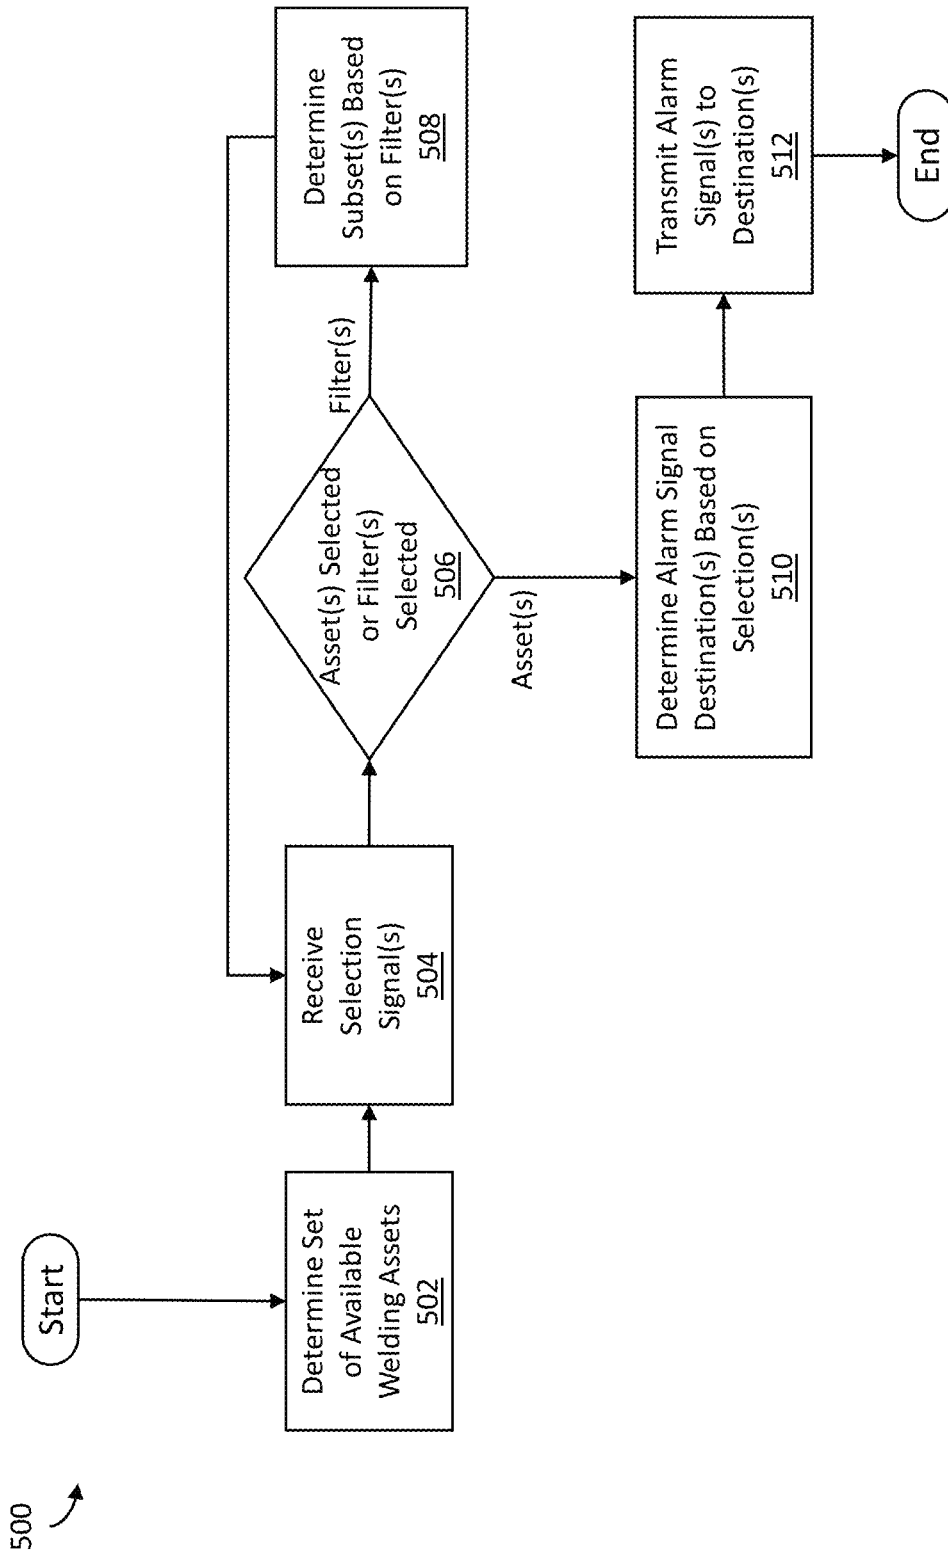 500
Start
Determine Set
of Available
Welding Assets
502
Receive
Selection
Signal(s)
504
Asset(s) Selected
or Filter(s)
Selected
506
Filter(s)
Determine
Subset(s) Based
on Filter(s)
508
Asset(s)
Determine Alarm Signal
Destination(s) Based on
Selection(s)
510
Transmit Alarm
Signal(s) to
Destination(s)
512
End